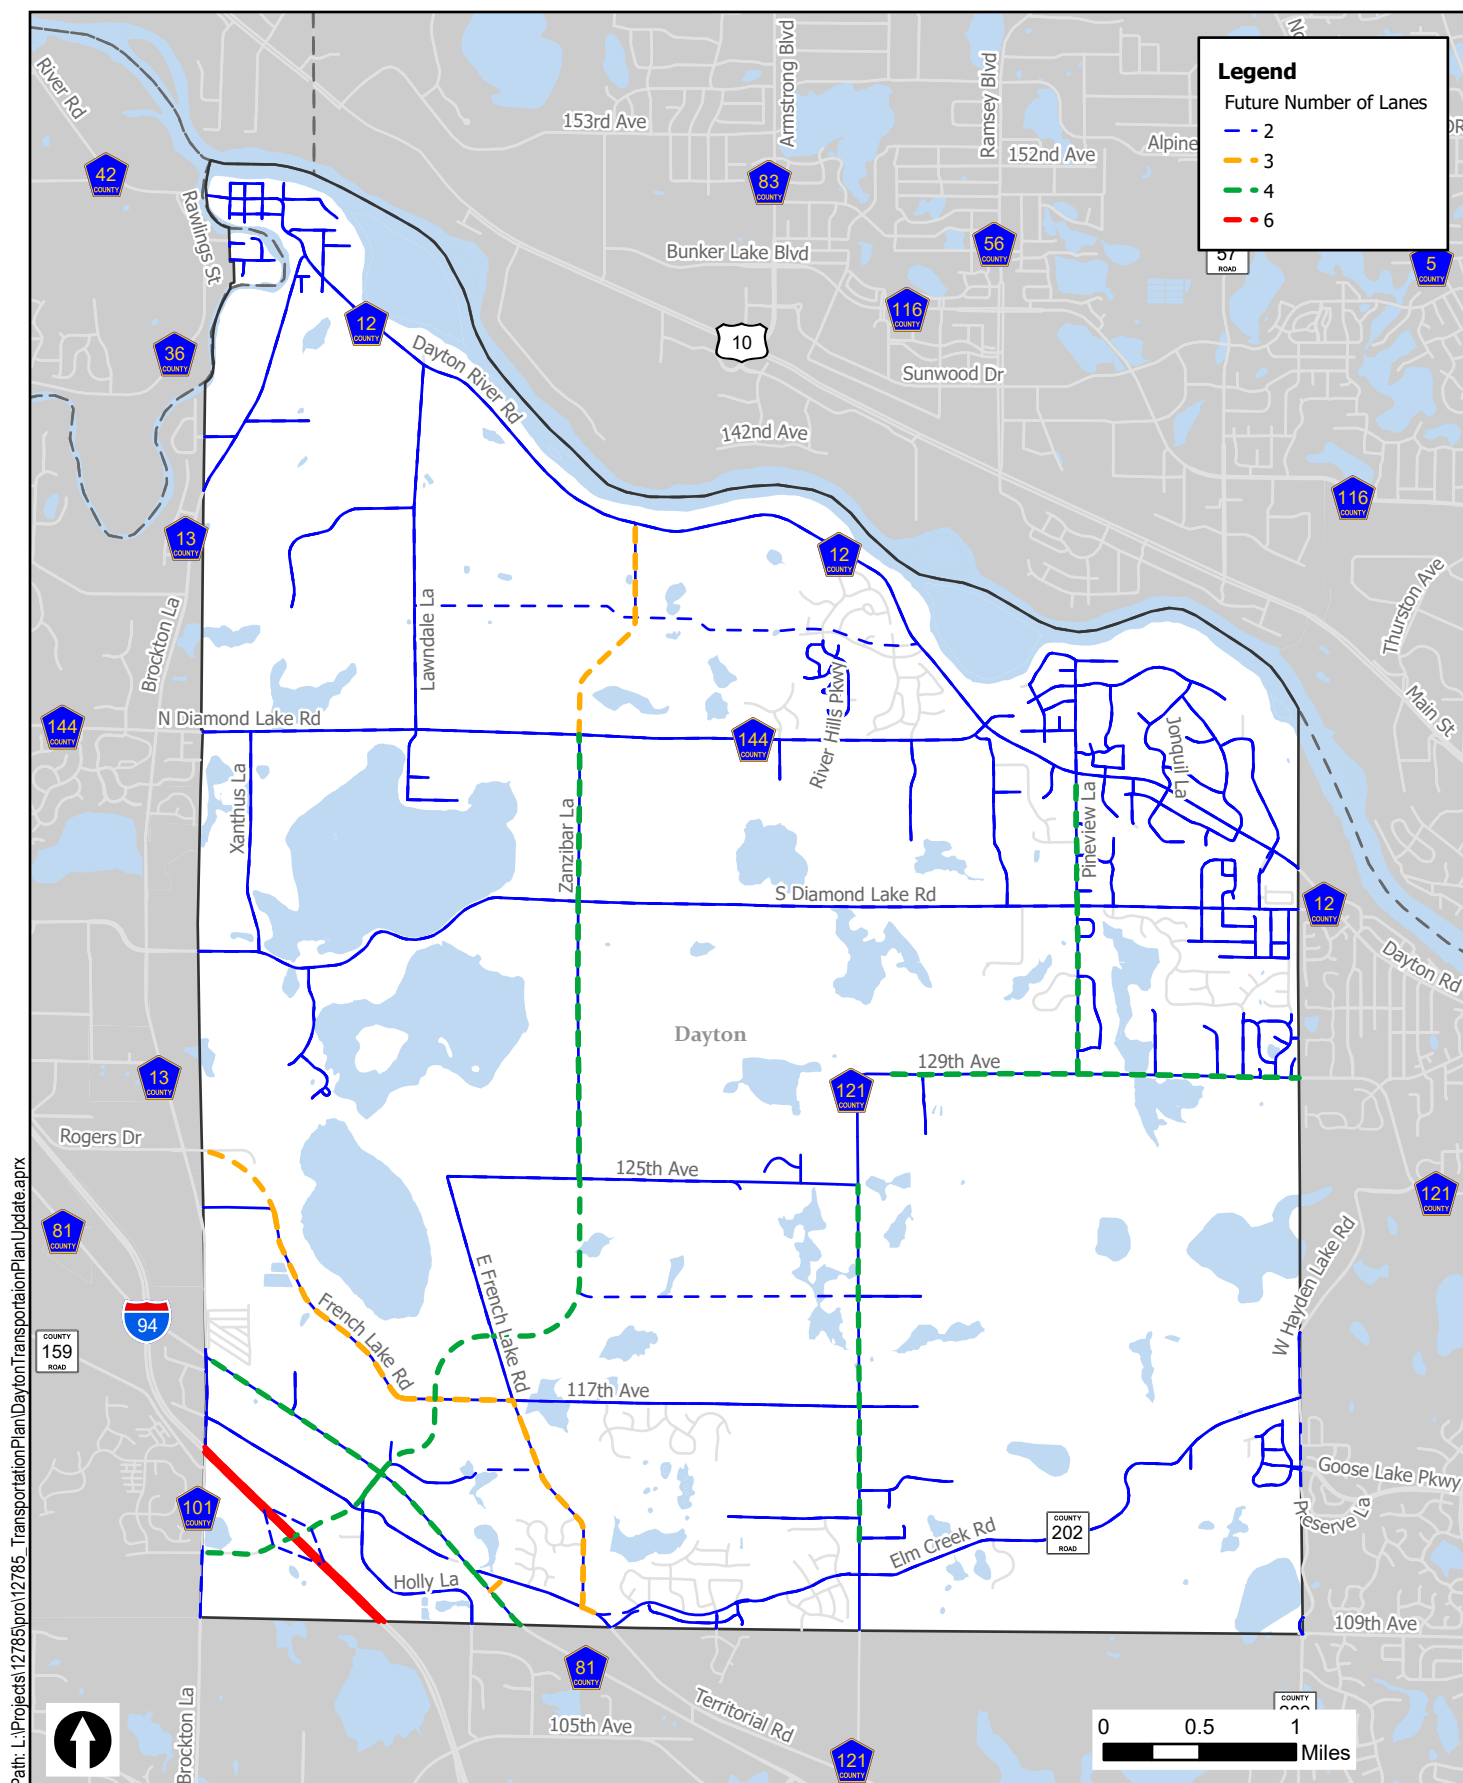 River Rd
Armstrong Blvd
Ramsey Blvd
No
Legend
Future Number of Lanes
2
3
4
6
153rd Ave
152nd Ave
Alpine
DR
42
COUNTY
83
COUNTY
Rawlings St
Bunker Lake Blvd
56
COUNTY
57
ROAD
5
COUNTY
116
COUNTY
12
COUNTY
10
36
COUNTY
Dayton River Rd
Sunwood Dr
142nd Ave
116
COUNTY
13
COUNTY
12
COUNTY
Thurston Ave
Brockton La
Lawndale La
River Hills Pkwy
Main St
N Diamond Lake Rd
144
COUNTY
144
COUNTY
Jonquil La
Xanthus La
Zanzibar La
Pineview La
S Diamond Lake Rd
12
COUNTY
Dayton Rd
Dayton
129th Ave
13
COUNTY
121
COUNTY
Rogers Dr
125th Ave
121
COUNTY
81
COUNTY
E French Lake Rd
W Hayden Lake Rd
94
French Lake Rd
COUNTY
159
ROAD
117th Ave
Goose Lake Pkwy
Preserve La
101
COUNTY
COUNTY
202
ROAD
Elm Creek Rd
Holly La
109th Ave
81
COUNTY
Territorial Rd
105th Ave
Brockton La
COUNTY
121
COUNTY
0 0.5 1
Miles
Path: L:\Projects\12785\pro\12785_TransportationPlan\DaytonTransportaionPlanUpdate.aprx